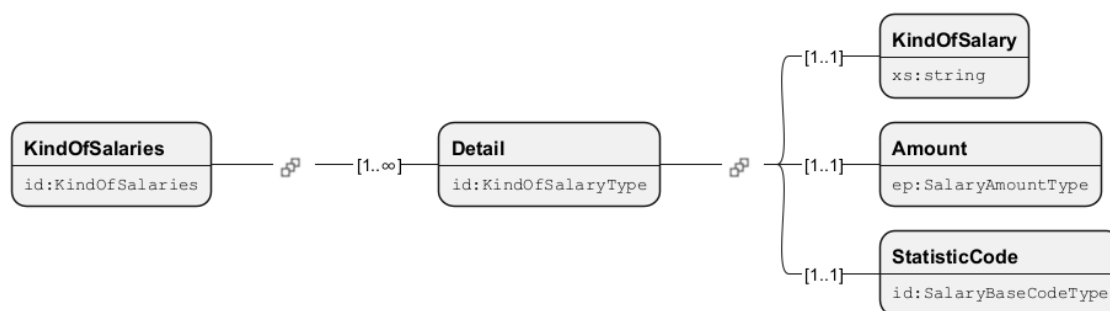 KindOfSalary
[1..1]
xs:string
KindOfSalaries
id:KindOfSalaries
[1..∞]
Detail
id:KindOfSalaryType
Amount
[1..1]
ep:SalaryAmountType
StatisticCode
[1..1]
id:SalaryBaseCodeType